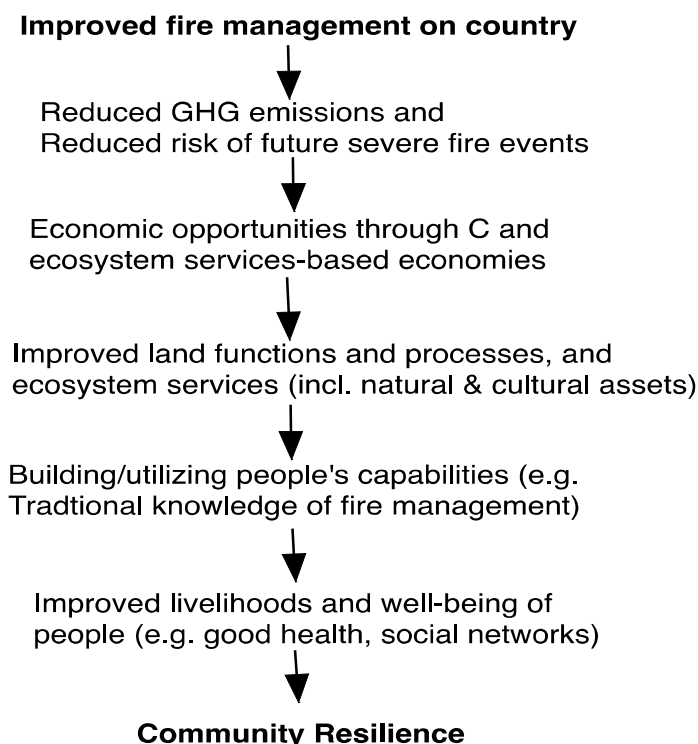 Improved fire management on country
Reduced GHG emissions and
Reduced risk of future severe fire events
Economic opportunities through C and
ecosystem services-based economies
Improved land functions and processes, and
ecosystem services (incl. natural & cultural assets)
Building/utilizing people's capabilities (e.g.
Tradtional knowledge of fire management)
Improved livelihoods and well-being of
people (e.g. good health, social networks)
Community Resilience